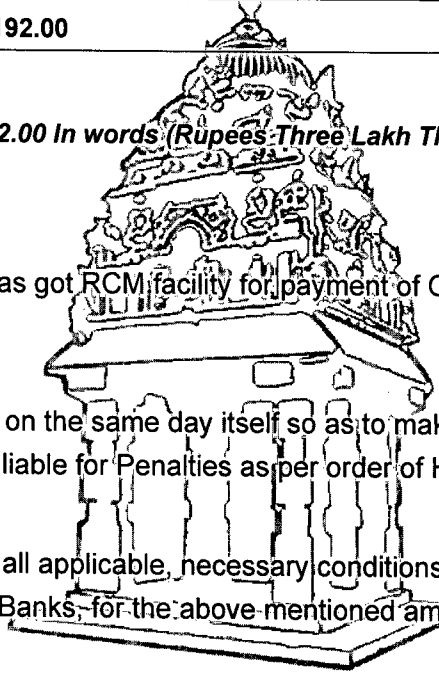 192.00
2.00 In words (Rupees Three Lakh Th
as got RCM facility for payment of
on the same day itself so as to mak
liable for Penalties as per order of H
all applicable, necessary conditions
Banks, for the above mentioned am